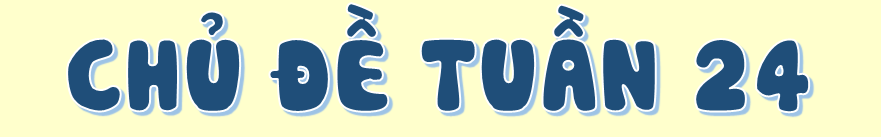 CHỦ ĐỀ TUẦN 24